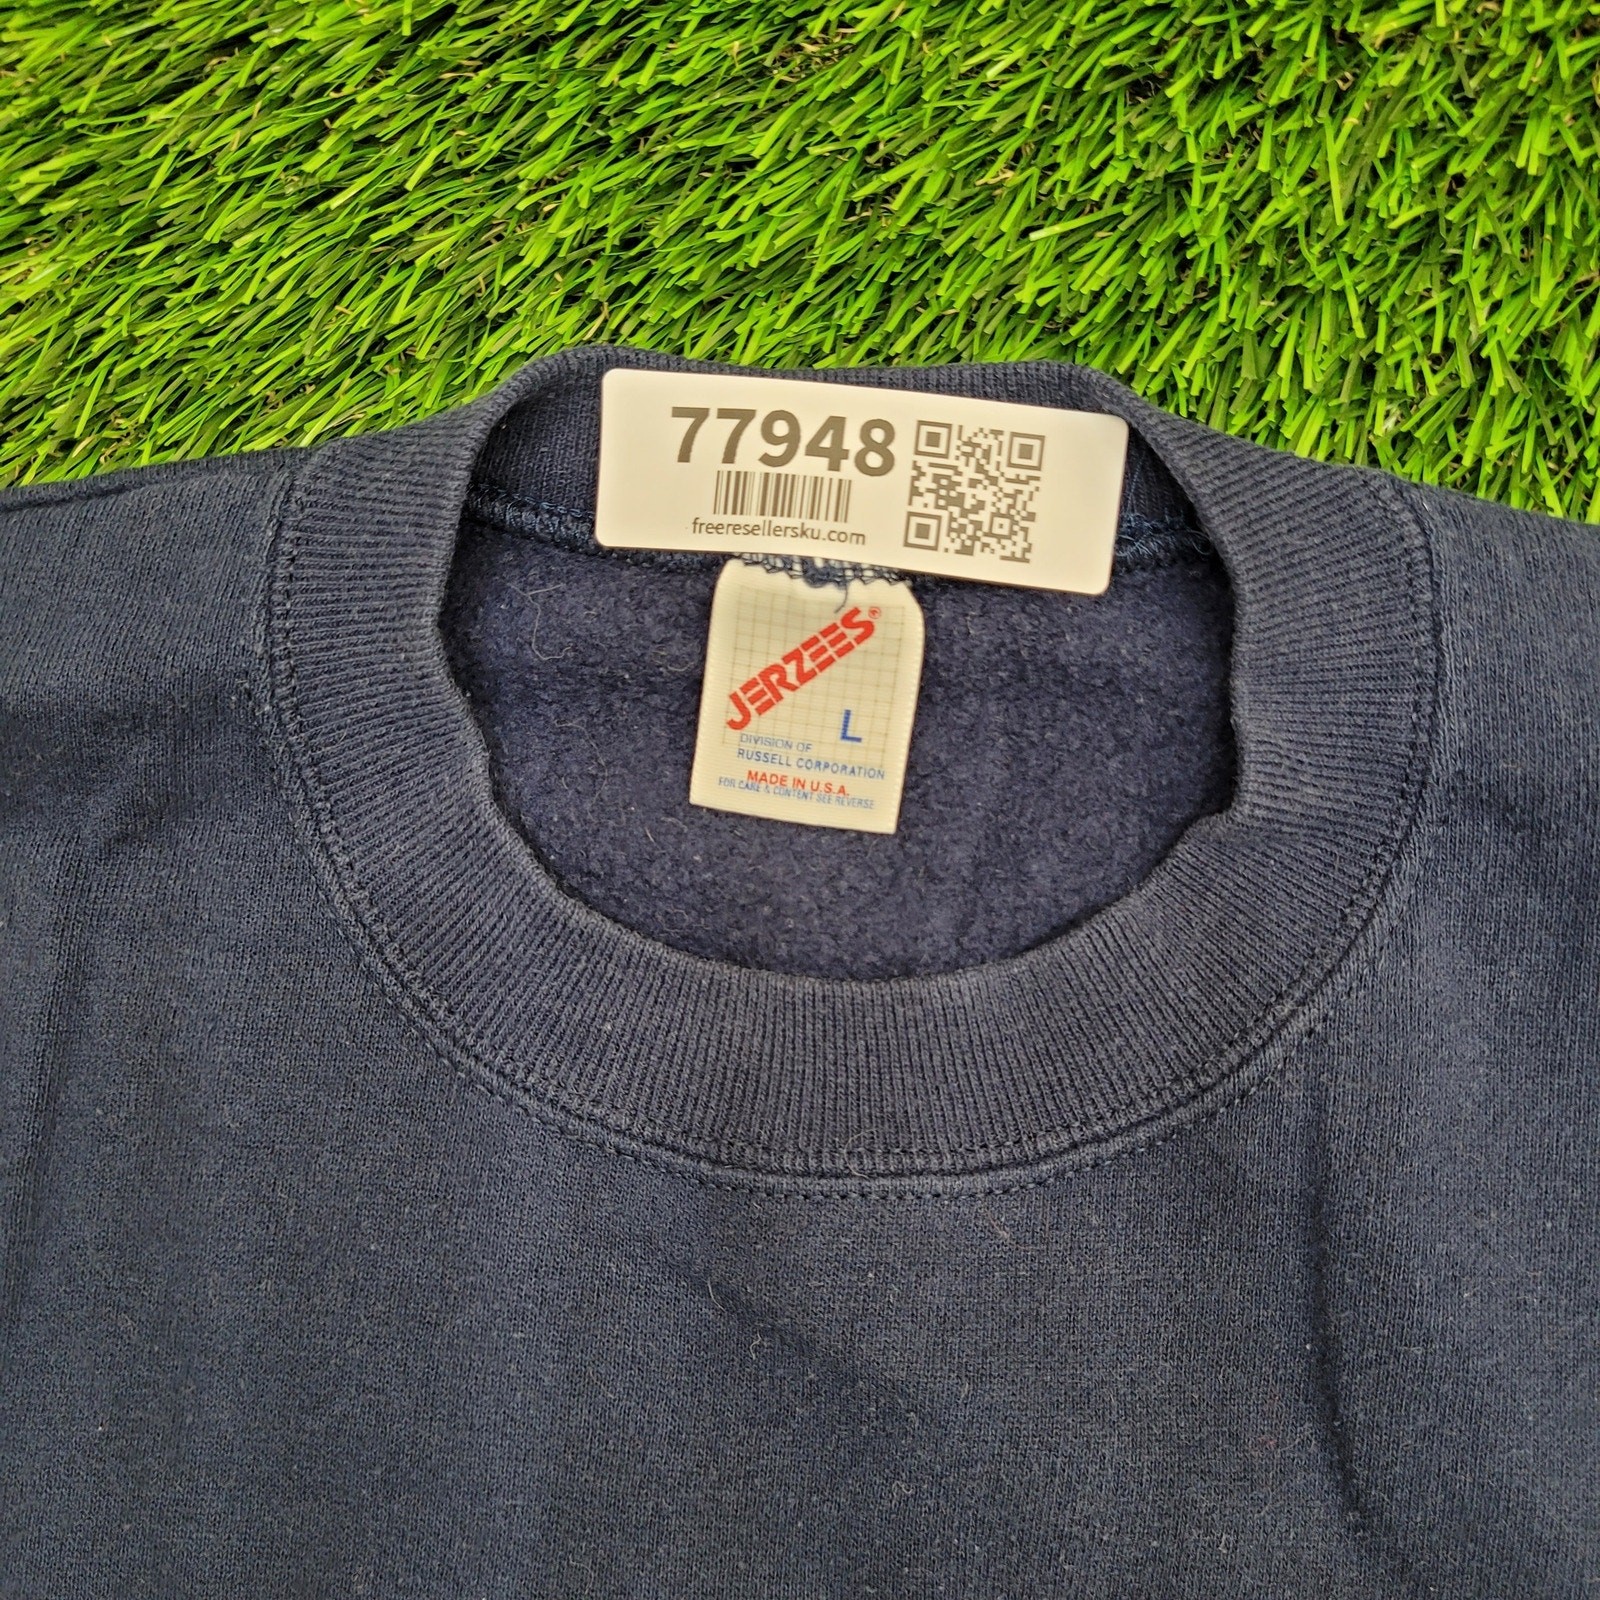 77948
freeresellersku.com
JERZEES®
L
DIVISION OF
RUSSELL CORPORATION
MADE IN U.S.A.
FOR CARE & CONTENT SEE REVERSE